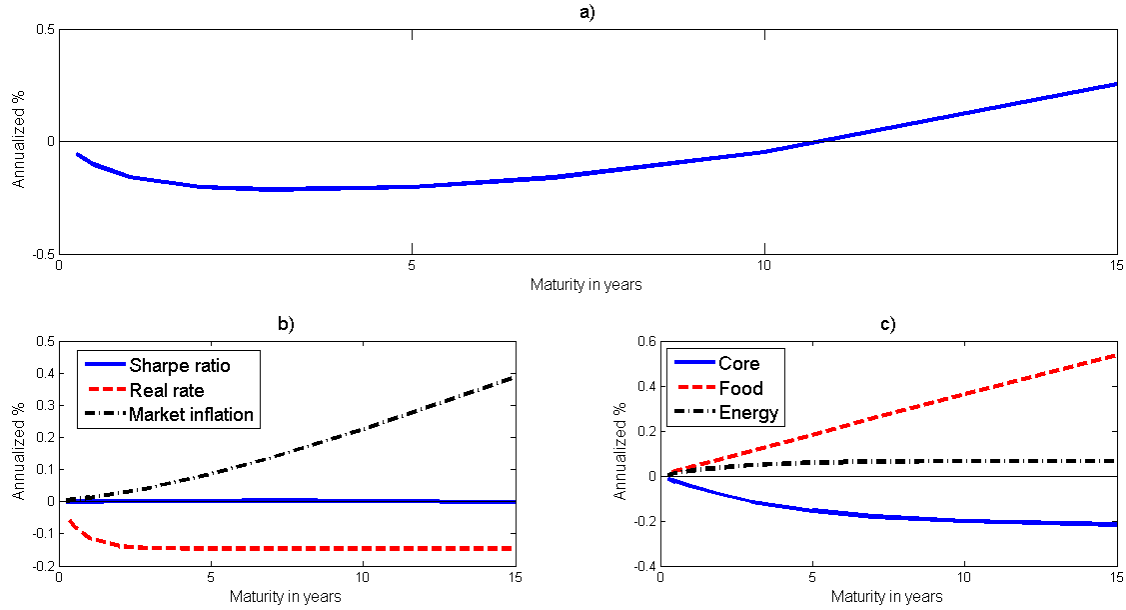 a)
0.5
0
-0.5
Annualized %
0
5
10
15
Maturity in years
b)
0.5
0.4
0.3
0.2
0.1
0
-0.1
-0.2
Annualized %
Sharpe ratio
Real rate
Market inflation
0
5
10
15
Maturity in years
c)
0.6
0.4
0.2
0
-0.2
-0.4
Annualized %
Core
Food
Energy
0
5
10
15
Maturity in years